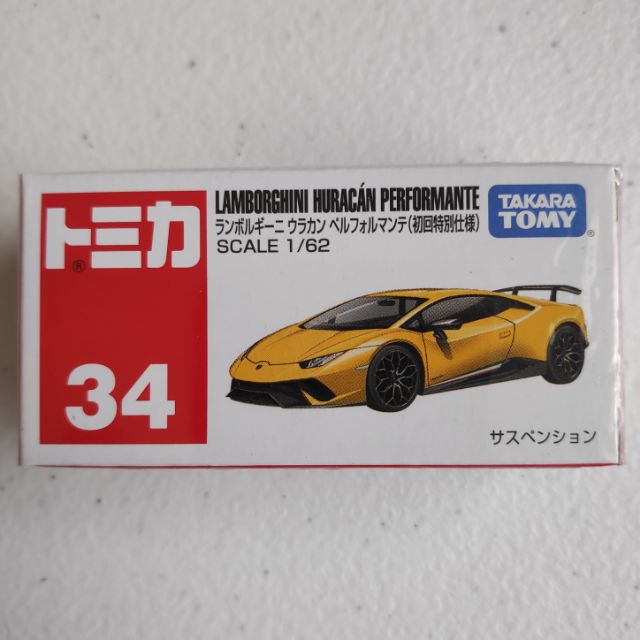 トミカ
®
34
LAMBORGHINI HURACÁN PERFORMANTE
ランボルギーニ ウラカン ペルフォルマンテ(初回特別仕様)
SCALE 1/62
TAKARA
TOMY
®
サスペンション